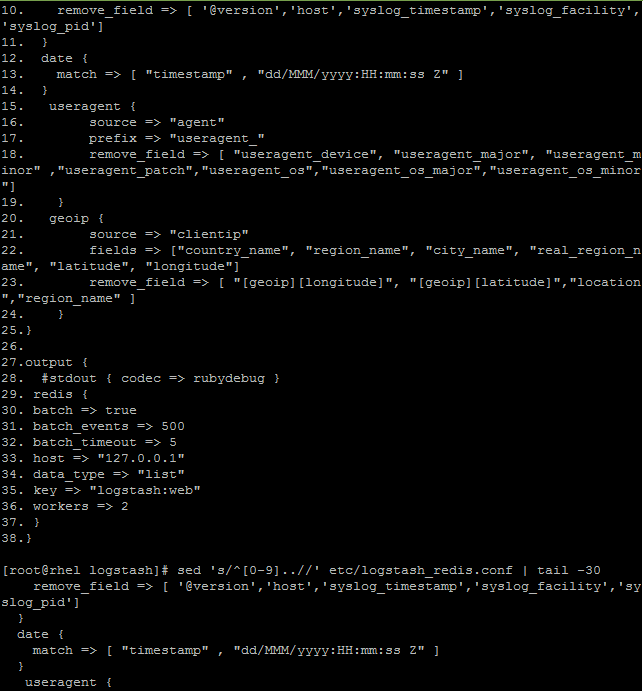 10.    remove_field => [ '@version','host','syslog_timestamp','syslog_facility',
'syslog_pid']
11.  }
12.  date {
13.    match => [ "timestamp" , "dd/MMM/yyyy:HH:mm:ss Z" ]
14.  }
15.   useragent {
16.        source => "agent"
17.        prefix => "useragent_"
18.        remove_field => [ "useragent_device", "useragent_major", "useragent_m
inor" ,"useragent_patch","useragent_os","useragent_os_major","useragent_os_minor
"]
19.    }
20.   geoip {
21.        source => "clientip"
22.        fields => ["country_name", "region_name", "city_name", "real_region_n
ame", "latitude", "longitude"]
23.        remove_field => [ "[geoip][longitude]", "[geoip][latitude]","location
","region_name" ]
24.    }
25.}
26.
27.output {
28.  #stdout { codec => rubydebug }
29. redis {
30. batch => true
31. batch_events => 500
32. batch_timeout => 5
33. host => "127.0.0.1"
34. data_type => "list"
35. key => "logstash:web"
36. workers => 2
37. }
38.}
[root@rhel logstash]# sed 's/^[0-9]..//' etc/logstash_redis.conf | tail -30
    remove_field => [ '@version','host','syslog_timestamp','syslog_facility','sy
slog_pid']
  }
  date {
    match => [ "timestamp" , "dd/MMM/yyyy:HH:mm:ss Z" ]
  }
   useragent {